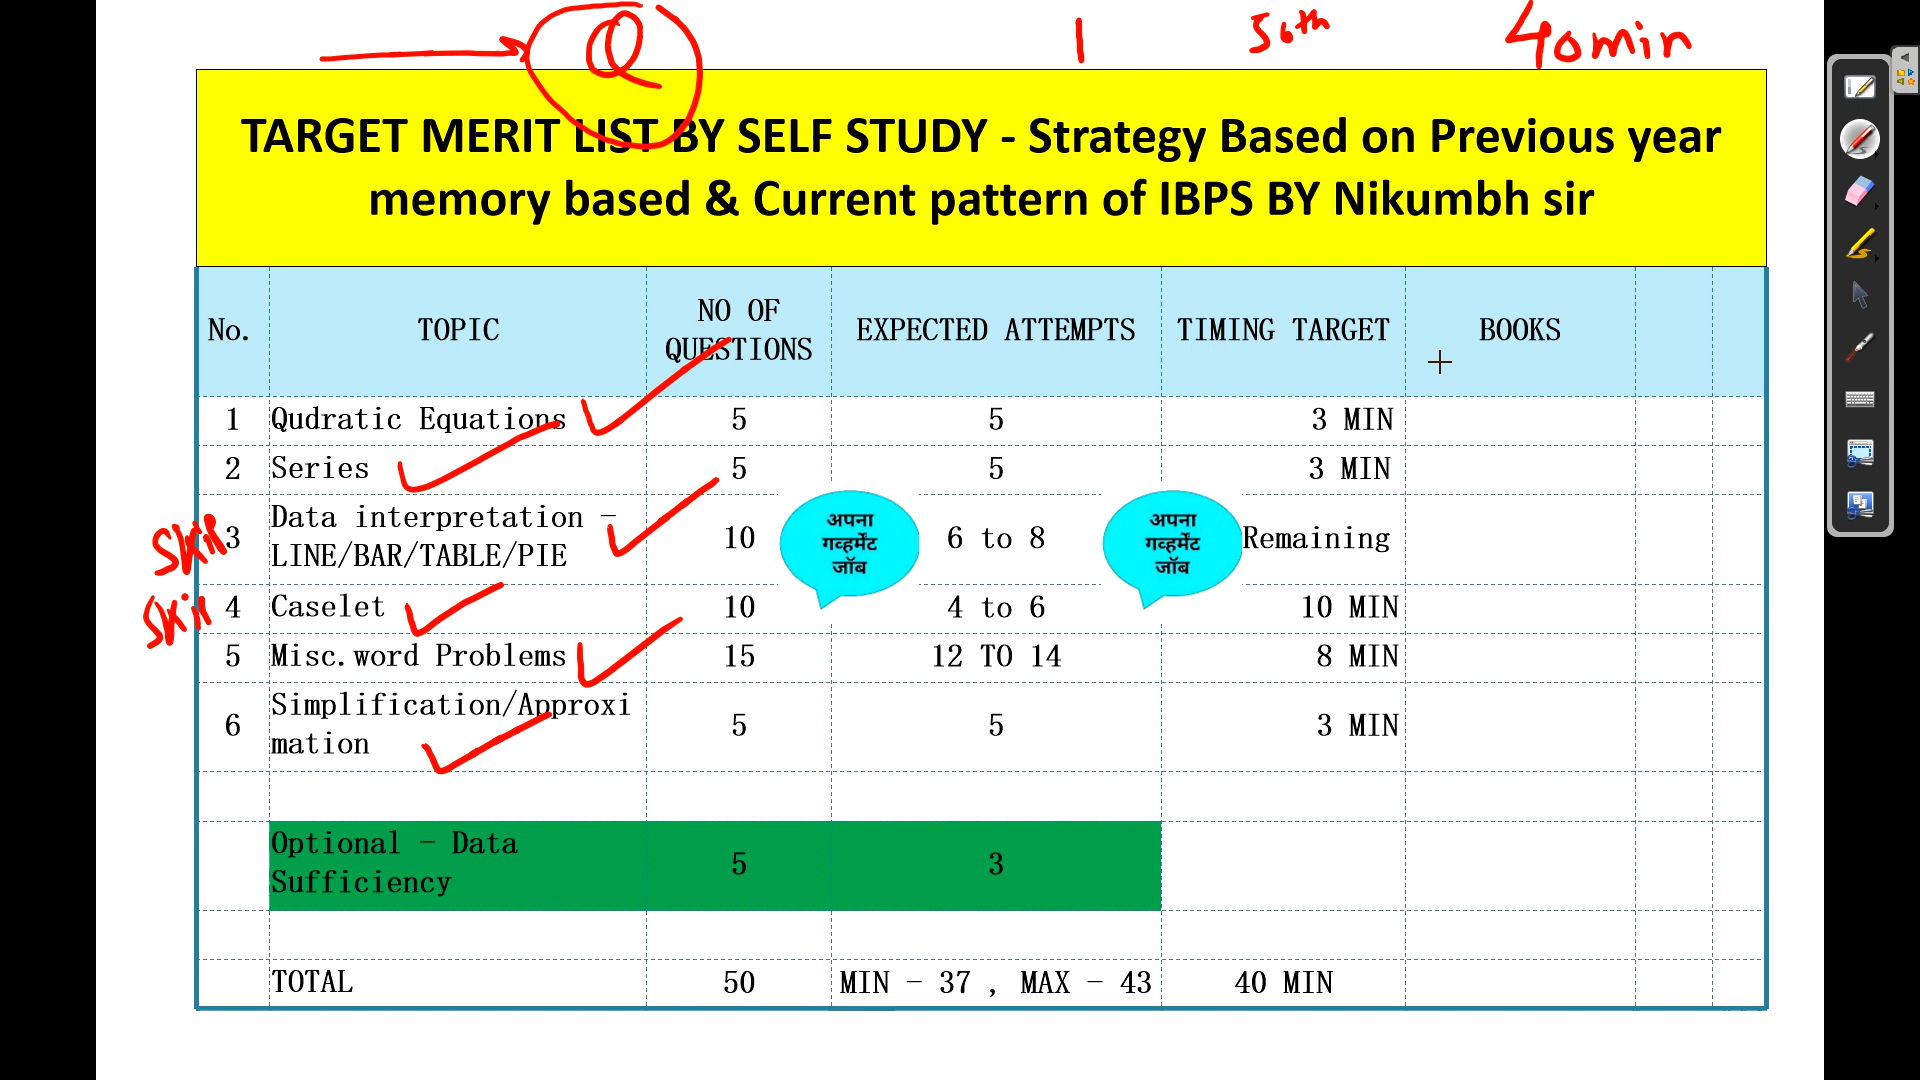 Q 1 50th 40min
TARGET MERIT LIST BY SELF STUDY - Strategy Based on Previous year
memory based & Current pattern of IBPS BY Nikumbh sir
No. TOPIC NO OF QUESTIONS EXPECTED ATTEMPTS TIMING TARGET BOOKS
1 Qudratic Equations 5 5 3 MIN
2 Series 5 5 3 MIN
Skill 3 Data interpretation - LINE/BAR/TABLE/PIE 10 6 to 8 Remaining
अपना
गव्हर्मेंट
जॉब
अपना
गव्हर्मेंट
जॉब
Skill 4 Caselet 10 4 to 6 10 MIN
5 Misc.word Problems 15 12 TO 14 8 MIN
6 Simplification/Approximation 5 5 3 MIN
Optional - Data Sufficiency 5 3
TOTAL 50 MIN - 37 , MAX - 43 40 MIN